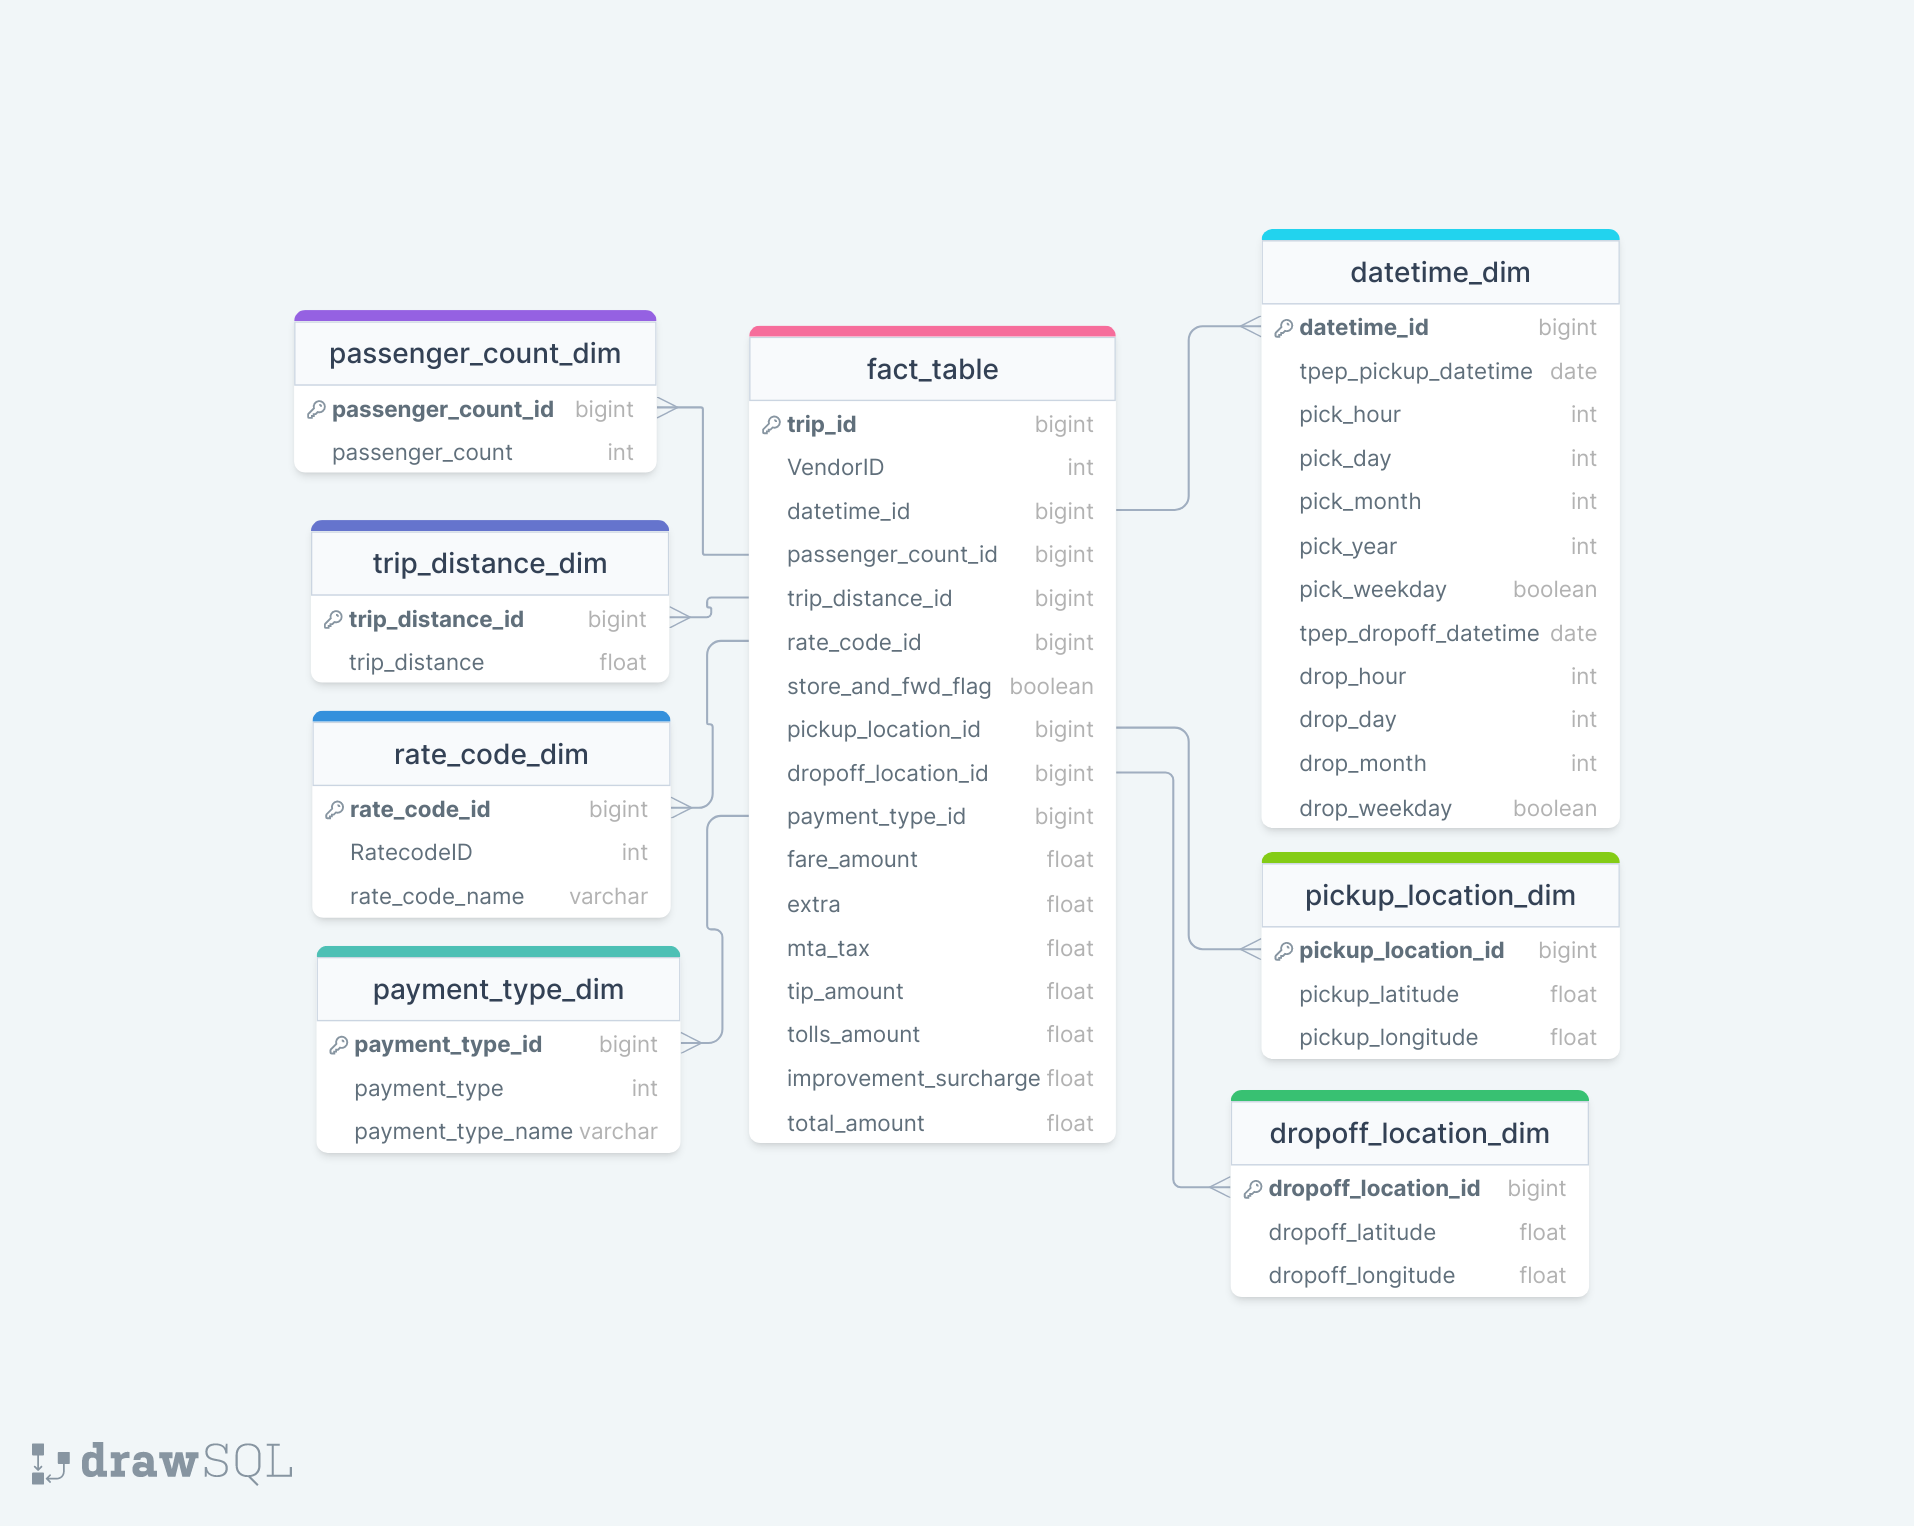 passenger_count_dim
passenger_count_id bigint
passenger_count int
trip_distance_dim
trip_distance_id bigint
trip_distance float
rate_code_dim
rate_code_id bigint
RatecodeID int
rate_code_name varchar
payment_type_dim
payment_type_id bigint
payment_type int
payment_type_name varchar
fact_table
trip_id bigint
VendorID int
datetime_id bigint
passenger_count_id bigint
trip_distance_id bigint
rate_code_id bigint
store_and_fwd_flag boolean
pickup_location_id bigint
dropoff_location_id bigint
payment_type_id bigint
fare_amount float
extra float
mta_tax float
tip_amount float
tolls_amount float
improvement_surcharge float
total_amount float
datetime_dim
datetime_id bigint
tpep_pickup_datetime date
pick_hour int
pick_day int
pick_month int
pick_year int
pick_weekday boolean
tpep_dropoff_datetime date
drop_hour int
drop_day int
drop_month int
drop_weekday boolean
pickup_location_dim
pickup_location_id bigint
pickup_latitude float
pickup_longitude float
dropoff_location_dim
dropoff_location_id bigint
dropoff_latitude float
dropoff_longitude float
drawSQL